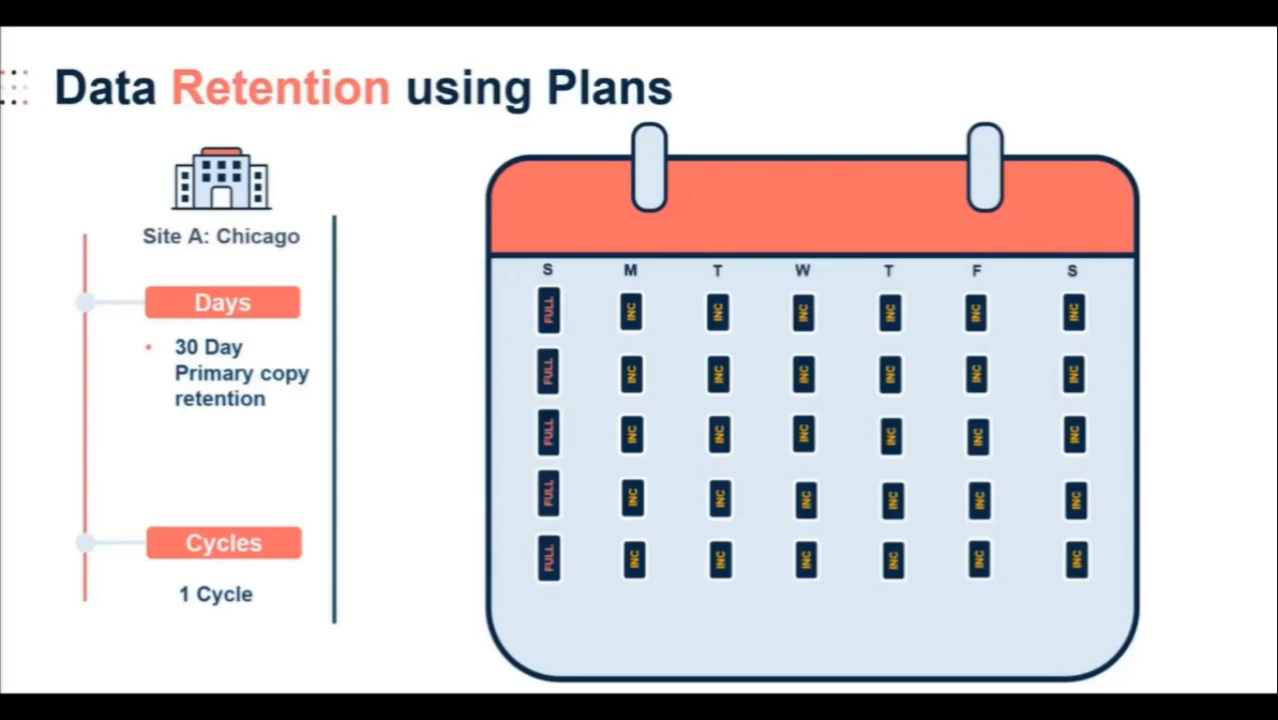 Data Retention using Plans
Site A: Chicago
Days
• 30 Day
Primary copy
retention
Cycles
1 Cycle
S M T W T F S
FULL INC INC INC INC INC INC
FULL INC INC INC INC INC INC
FULL INC INC INC INC INC INC
FULL INC INC INC INC INC INC
FULL INC INC INC INC INC INC